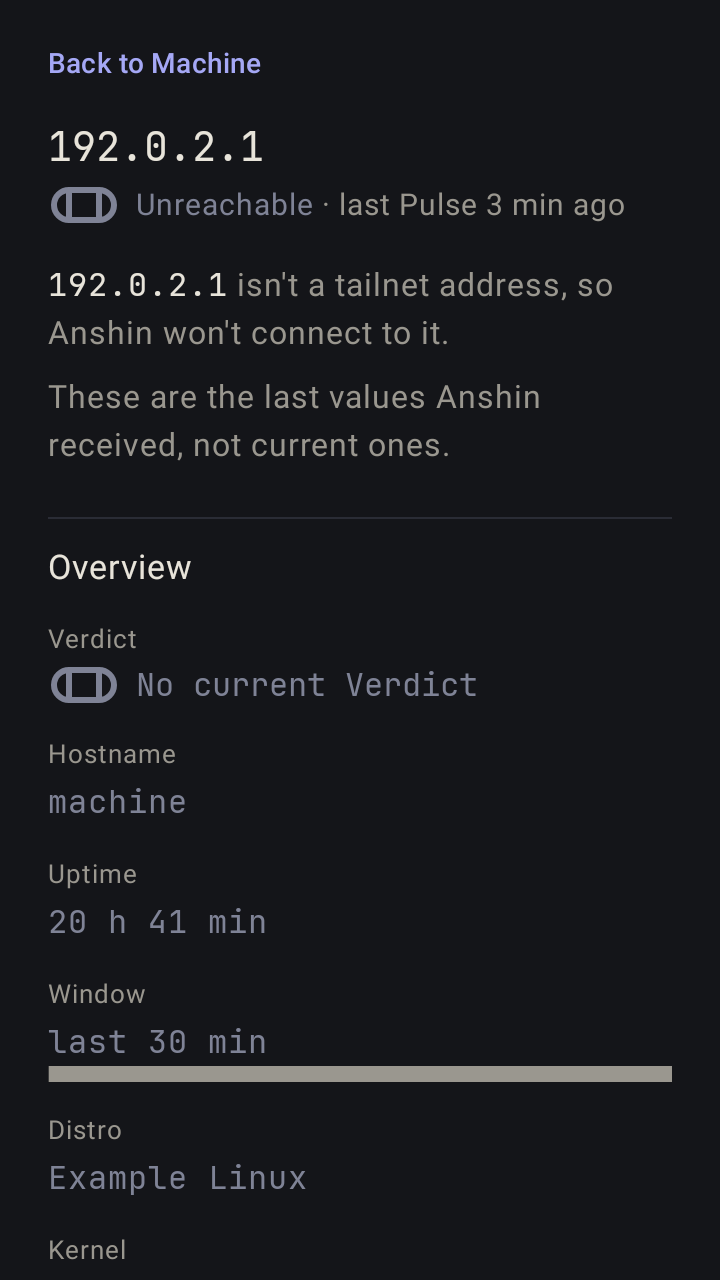 Back to Machine
192.0.2.1
Unreachable · last Pulse 3 min ago
192.0.2.1 isn't a tailnet address, so
Anshin won't connect to it.
These are the last values Anshin
received, not current ones.
Overview
Verdict
No current Verdict
Hostname
machine
Uptime
20 h 41 min
Window
last 30 min
Distro
Example Linux
Kernel